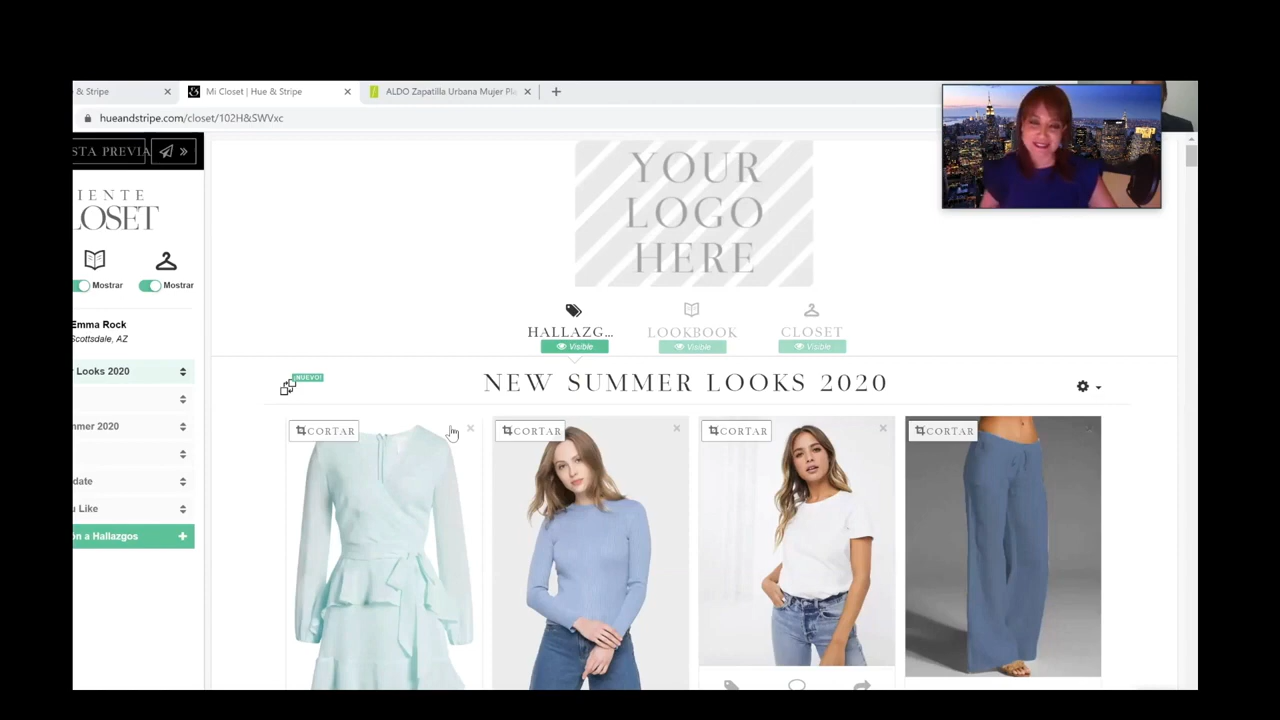 & Stripe
Mi Closet | Hue & Stripe
ALDO Zapatilla Urbana Mujer Pl
hueandstripe.com/closet/102H&SWVxc
STA PREVIA
IENTE
LOSET
Mostrar
Mostrar
Emma Rock
Scottsdale, AZ
r Looks 2020
mmer 2020
date
u Like
ón a Hallazgos
YOUR
LOGO
HERE
HALLAZG...
LOOKBOOK
CLOSET
Visible
Visible
Visible
¡NUEVO!
NEW SUMMER LOOKS 2020
CORTAR
CORTAR
CORTAR
CORTAR